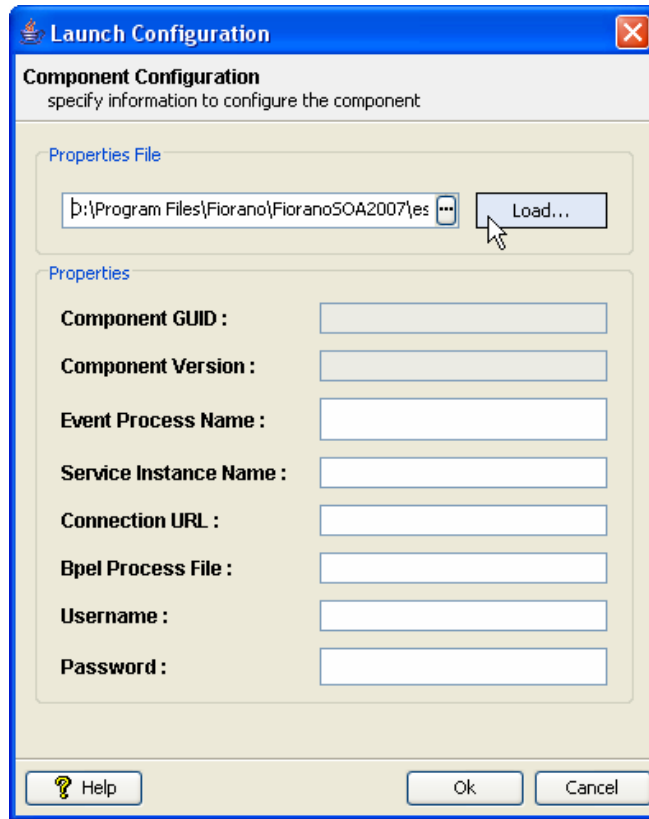 Launch Configuration
Component Configuration
specify information to configure the component
Properties File
D:\Program Files\Fiorano\FioranoSOA2007\es ... Load...
Properties
Component GUID :
Component Version :
Event Process Name :
Service Instance Name :
Connection URL :
Bpel Process File :
Username :
Password :
? Help Ok Cancel